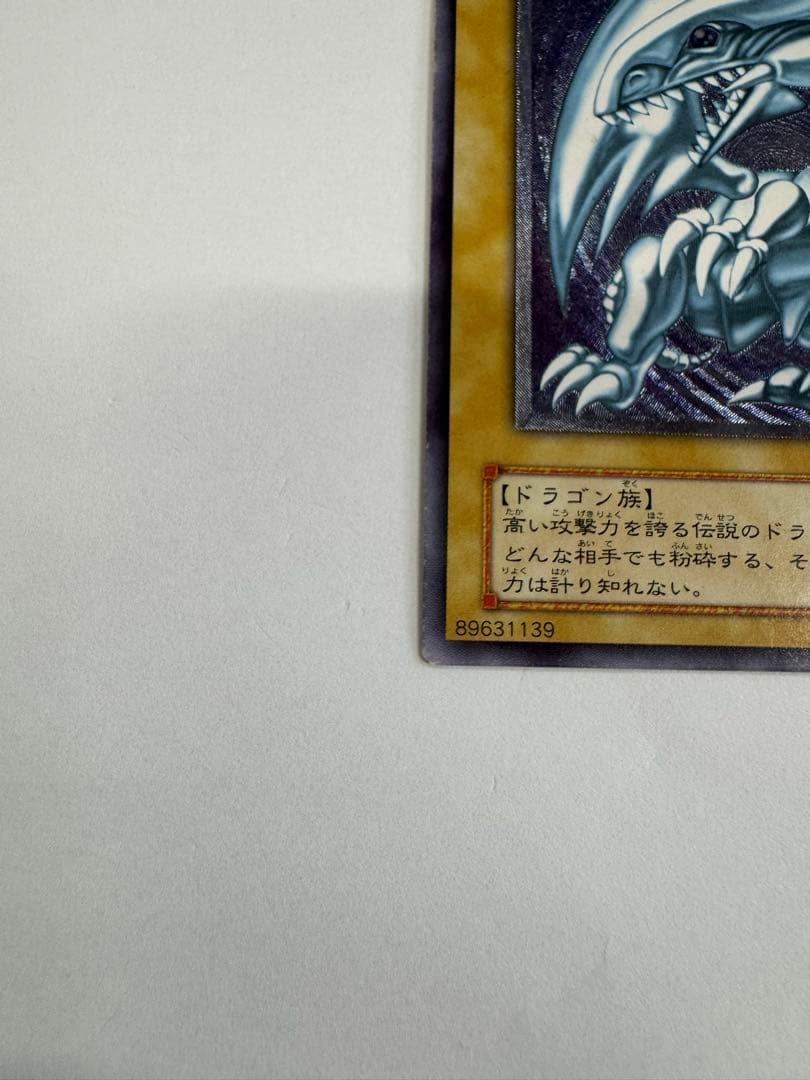 【ドラゴン族】
高い攻撃力を誇る伝説のドラ
どんな相手でも粉砕する、そ
力は計り知れない。
89631139